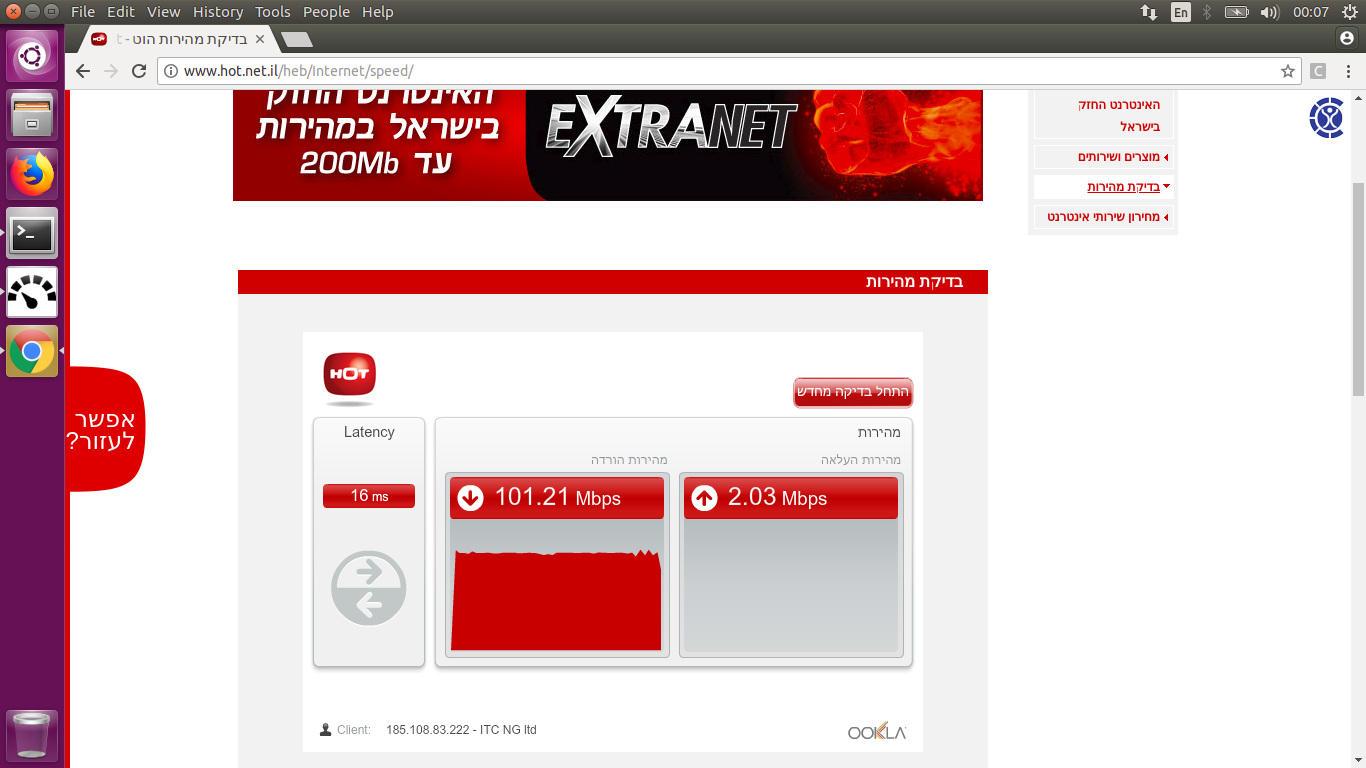 File Edit View History Tools People Help
En
00:07
בדיקת מהירות הוט -
www.hot.net.il/heb/Internet/speed/
האינטרנט החזק
בישראל במהירות
עד 200Mb
EXTRANET
האינטרנט החזק
בישראל
מוצרים ושירותים
בדיקת מהירות
מחירון שירותי אינטרנט
בדיקת מהירות
HOT
התחל בדיקה מחדש
אפשר
לעזור?
Latency
16 ms
מהירות
מהירות הורדה
101.21 Mbps
מהירות העלאה
2.03 Mbps
Client: 185.108.83.222 - ITC NG ltd
OOKLA